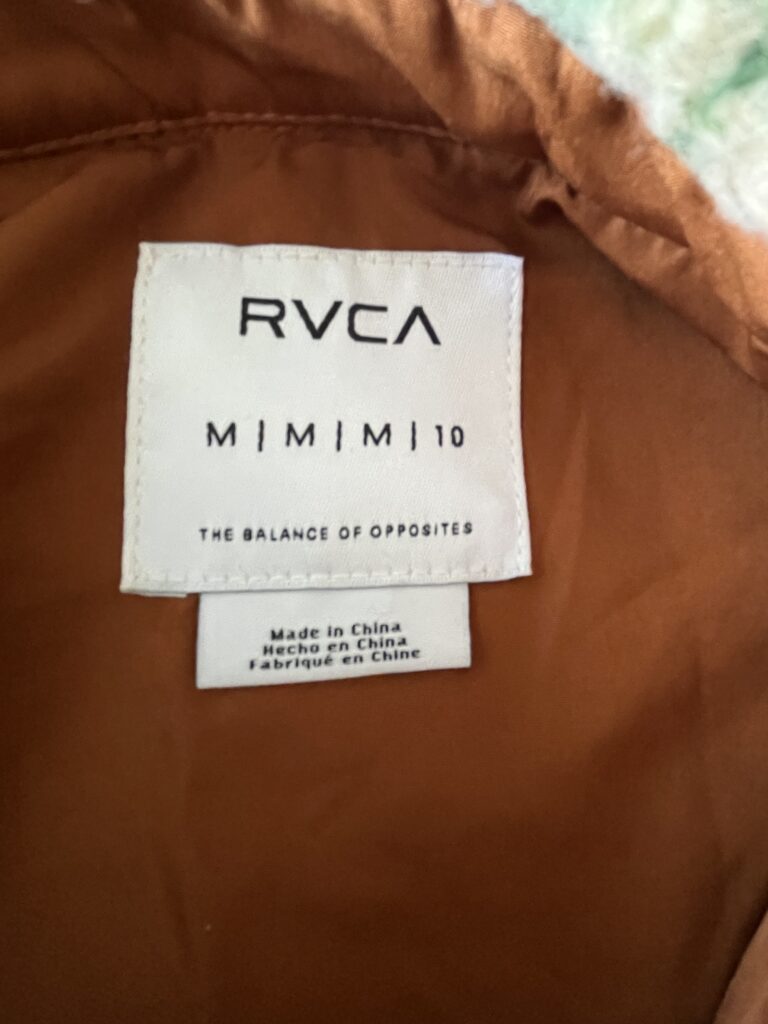 RVCA
M | M | M | 10
THE BALANCE OF OPPOSITES
Made in China
Hecho en China
Fabriqué en Chine